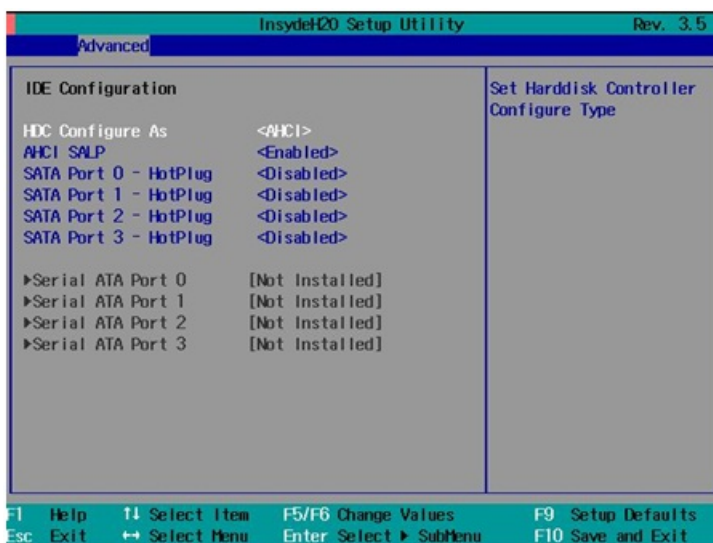 InsydeH2O Setup Utility Rev. 3.5
Advanced
IDE Configuration
Set Harddisk Controller
Configure Type
HDC Configure As <AHCI>
AHCI SALP <Enabled>
SATA Port 0 - HotPlug <Disabled>
SATA Port 1 - HotPlug <Disabled>
SATA Port 2 - HotPlug <Disabled>
SATA Port 3 - HotPlug <Disabled>
▶Serial ATA Port 0 [Not Installed]
▶Serial ATA Port 1 [Not Installed]
▶Serial ATA Port 2 [Not Installed]
▶Serial ATA Port 3 [Not Installed]
F1 Help ↑↓ Select Item F5/F6 Change Values F9 Setup Defaults
Esc Exit ↔ Select Menu Enter Select ▶ SubMenu F10 Save and Exit